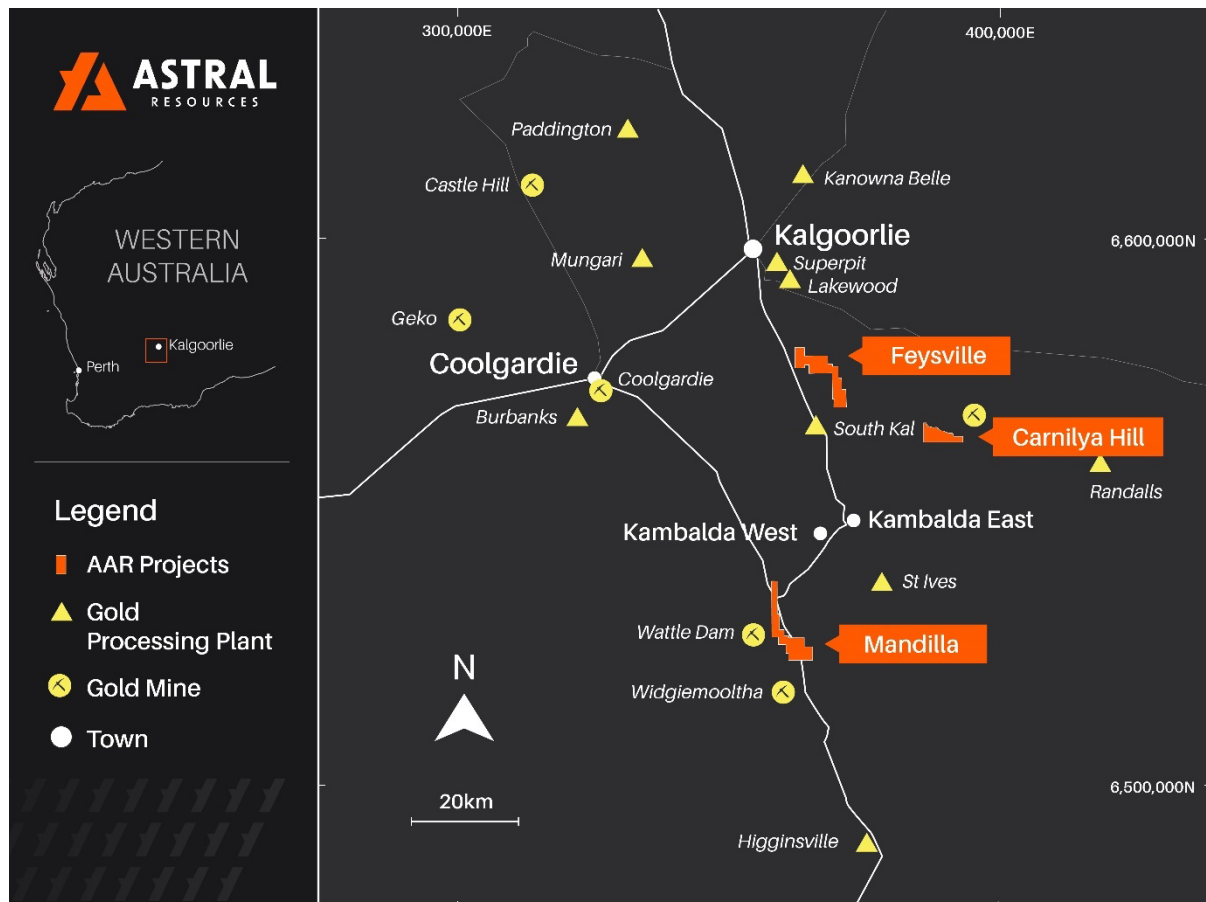 ASTRAL
RESOURCES
WESTERN
AUSTRALIA
Kalgoorlie
Perth
Legend
AAR Projects
Gold
Processing Plant
Gold Mine
Town
300,000E
400,000E
Paddington
Castle Hill
Kanowna Belle
Kalgoorlie
6,600,000N
Mungari
Superpit
Lakewood
Geko
Feysville
Coolgardie
Coolgardie
Burbanks
South Kal
Carnilya Hill
Randalls
Kambalda East
Kambalda West
St Ives
Wattle Dam
Mandilla
N
Widgiemooltha
20km
6,500,000N
Higginsville